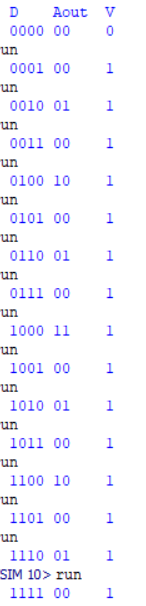 D Aout V
0000 00 0
un
0001 00 1
un
0010 01 1
un
0011 00 1
un
0100 10 1
un
0101 00 1
un
0110 01 1
un
0111 00 1
un
1000 11 1
un
1001 00 1
un
1010 01 1
un
1011 00 1
un
1100 10 1
un
1101 00 1
un
1110 01 1
SIM 10> run
1111 00 1